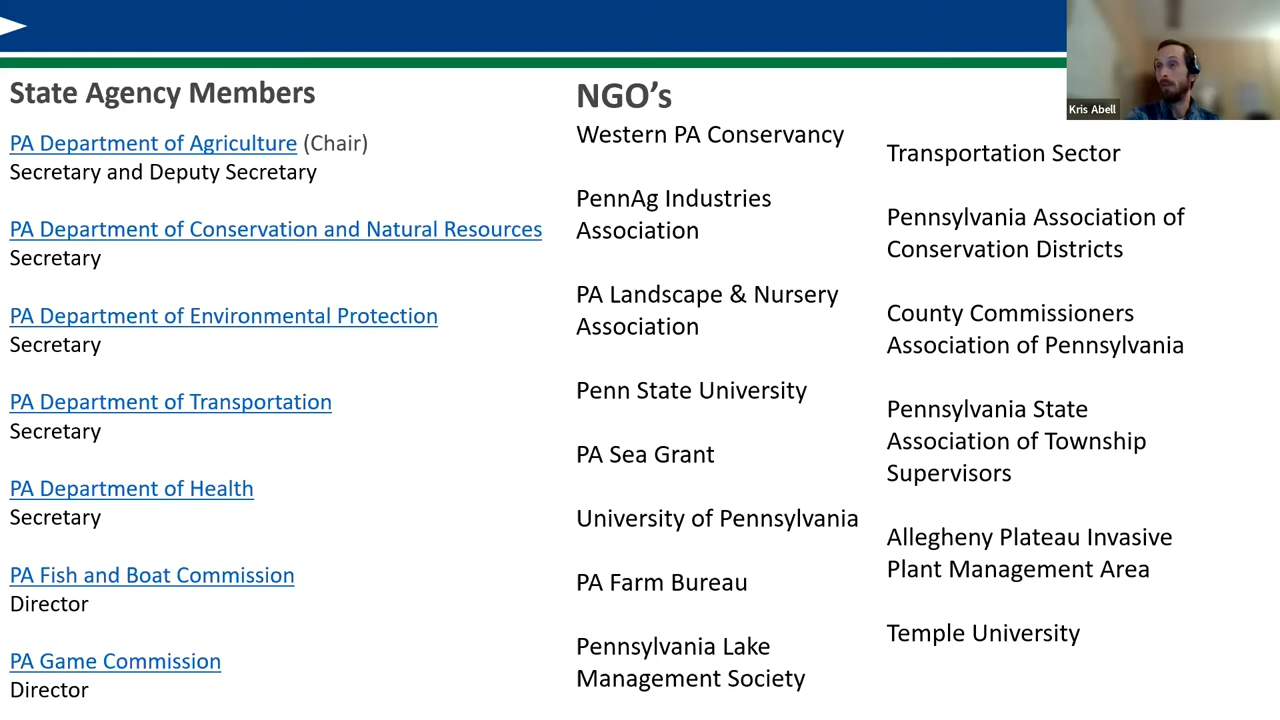 State Agency Members
PA Department of Agriculture (Chair)
Secretary and Deputy Secretary
PA Department of Conservation and Natural Resources
Secretary
PA Department of Environmental Protection
Secretary
PA Department of Transportation
Secretary
PA Department of Health
Secretary
PA Fish and Boat Commission
Director
PA Game Commission
Director
NGO’s
Western PA Conservancy
PennAg Industries
Association
PA Landscape & Nursery
Association
Penn State University
PA Sea Grant
University of Pennsylvania
PA Farm Bureau
Pennsylvania Lake
Management Society
Transportation Sector
Pennsylvania Association of
Conservation Districts
County Commissioners
Association of Pennsylvania
Pennsylvania State
Association of Township
Supervisors
Allegheny Plateau Invasive
Plant Management Area
Temple University
Kris Abell